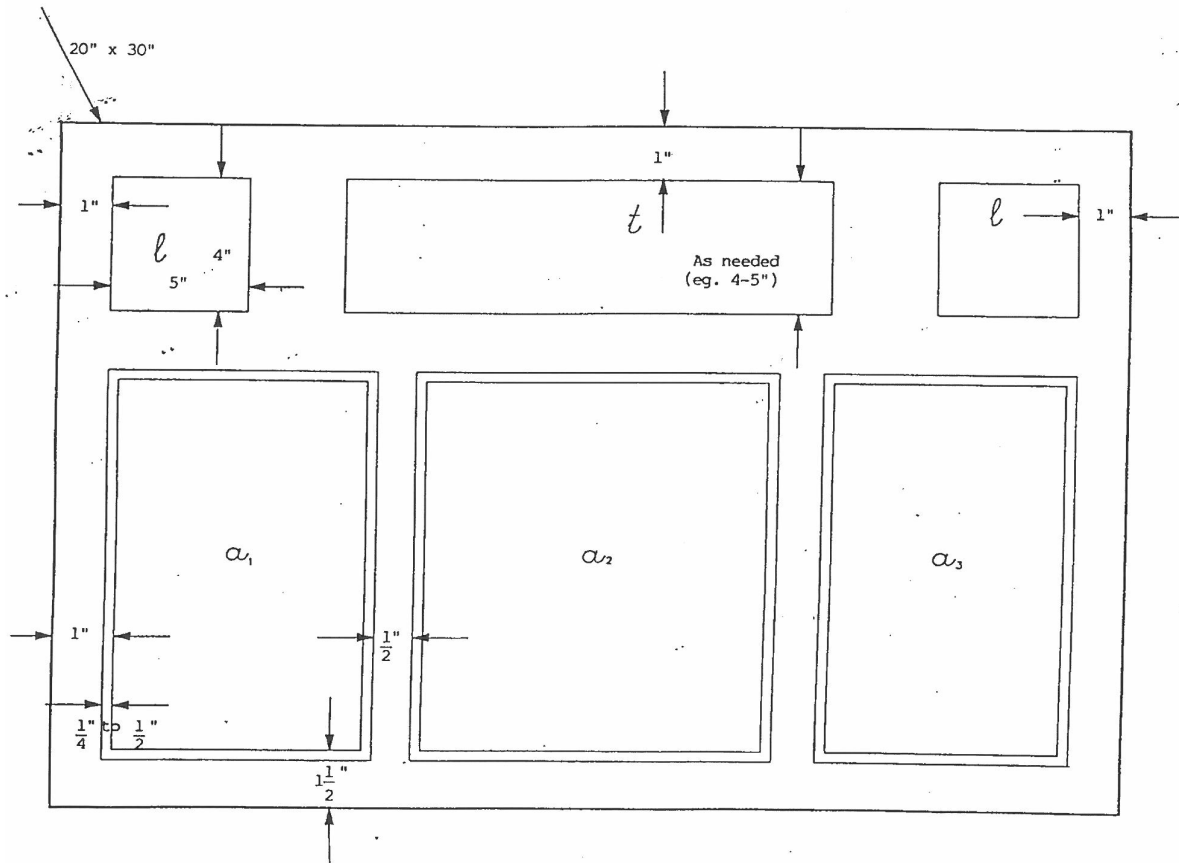 20" x 30"
1"
1"
l
4"
5"
t
As needed
(eg. 4-5")
l
1"
a₁
a₂
a₃
1"
1/2"
1/4" to 1/2"
1 1/2"